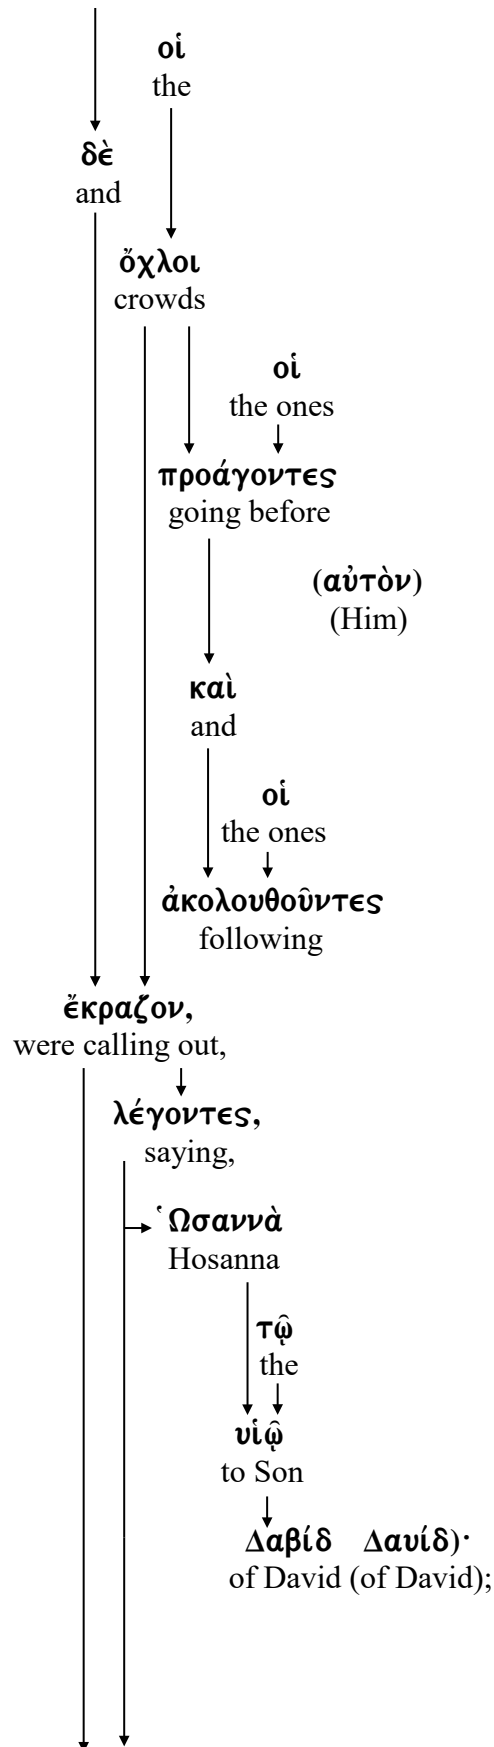 οἱ
the
δὲ
and
ὄχλοι
crowds
οἱ
the ones
προάγοντες
going before
(αὐτὸν)
(Him)
καὶ
and
οἱ
the ones
ἀκολουθοῦντες
following
ἔκραζον,
were calling out,
λέγοντες,
saying,
Ὡσαννὰ
Hosanna
τῷ
the
υἱῷ
to Son
Δαβίδ Δαυίδ)·
of David (of David);